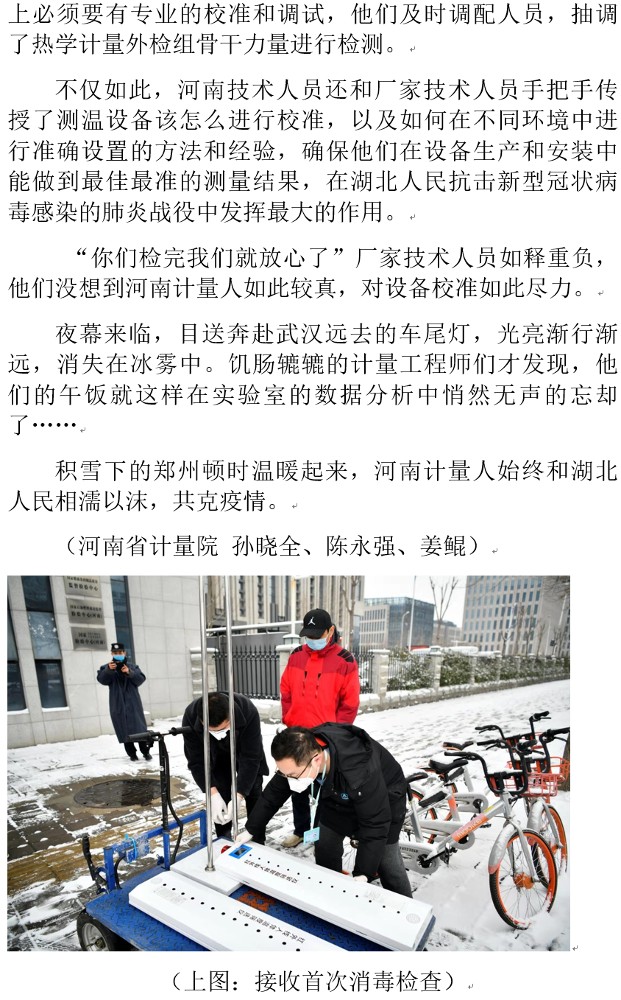 上必须要有专业的校准和调试，他们及时调配人员，抽调
了热学计量外检组骨干力量进行检测。
不仅如此，河南技术人员还和厂家技术人员手把手传
授了测温设备该怎么进行校准，以及如何在不同环境中进
行准确设置的方法和经验，确保他们在设备生产和安装中
能做到最佳最准的测量结果，在湖北人民抗击新型冠状病
毒感染的肺炎战役中发挥最大的作用。
“你们检完我们就放心了”厂家技术人员如释重负，
他们没想到河南计量人如此较真，对设备校准如此尽力。
夜幕来临，目送奔赴武汉远去的车尾灯，光亮渐行渐
远，消失在冰雾中。饥肠辘辘的计量工程师们才发现，他
们的午饭就这样在实验室的数据分析中悄然无声的忘却
了……
积雪下的郑州顿时温暖起来，河南计量人始终和湖北
人民相濡以沫，共克疫情。
（河南省计量院 孙晓全、陈永强、姜鲲）
监督检验中心
（上图：接收首次消毒检查）